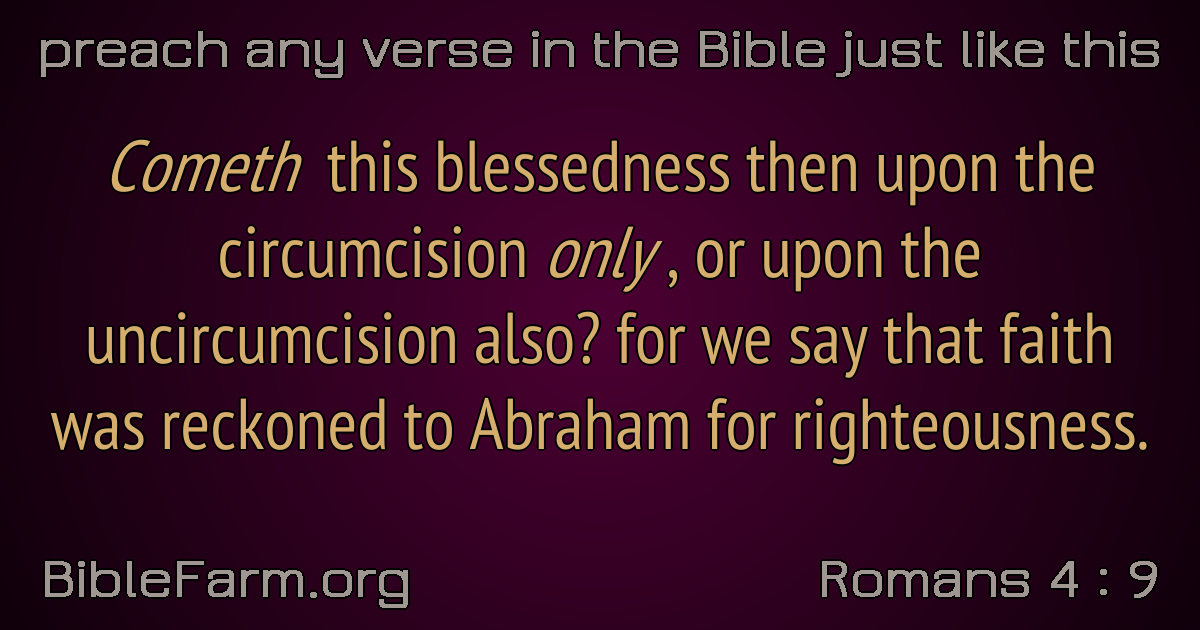 preach any verse in the Bible just like this
Cometh this blessedness then upon the
circumcision only , or upon the
uncircumcision also? for we say that faith
was reckoned to Abraham for righteousness.
BibleFarm.org
Romans 4 : 9